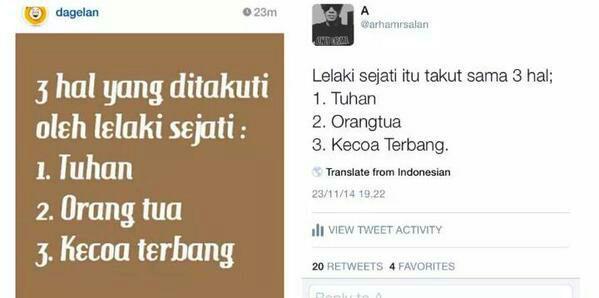 dagelan
23m
3 hal yang ditakuti
oleh lelaki sejati :
1. Tuhan
2. Orang tua
3. Kecoa terbang
A
@arhamrsalan
Lelaki sejati itu takut sama 3 hal;
1. Tuhan
2. Orangtua
3. Kecoa Terbang.
Translate from Indonesian
23/11/14 19.22
VIEW TWEET ACTIVITY
20 RETWEETS 4 FAVORITES
Reply to A